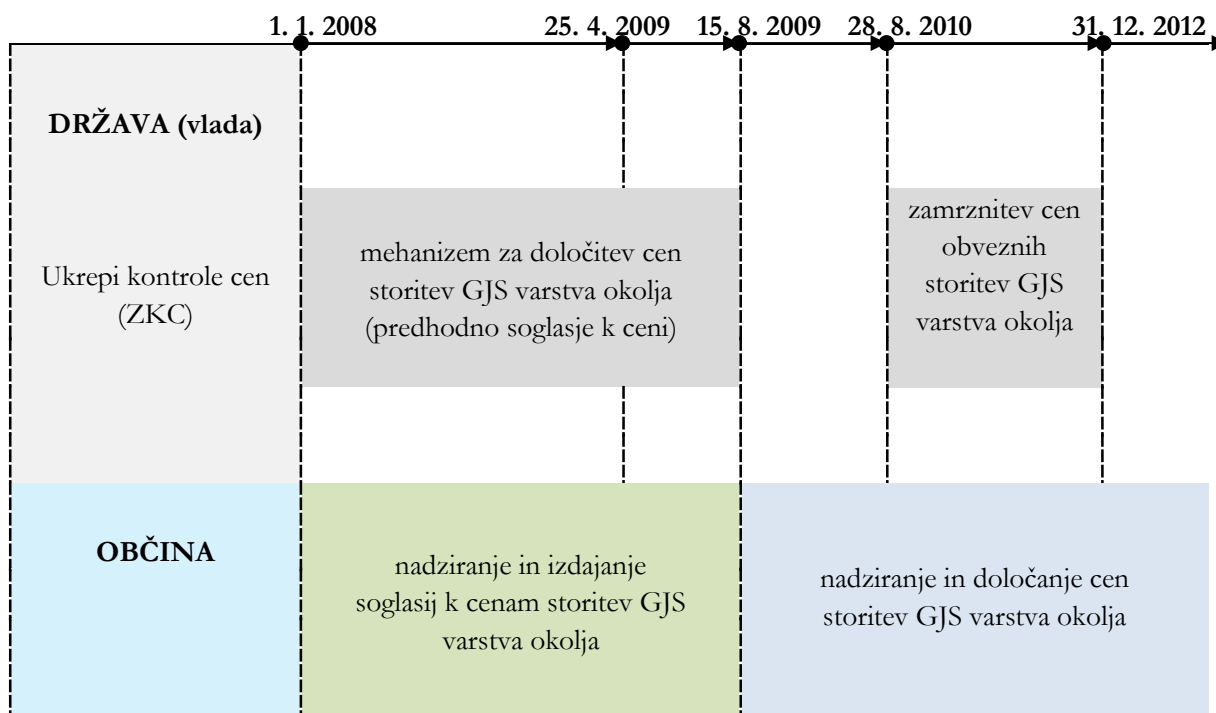 1. 1. 2008
25. 4. 2009
15. 8. 2009
28. 8. 2010
31. 12. 2012
DRŽAVA (vlada)
Ukrepi kontrole cen
(ZKC)
mehanizem za določitev cen
storitev GJS varstva okolja
(predhodno soglasje k ceni)
zamrznitev cen
obveznih
storitev GJS
varstva okolja
OBČINA
nadziranje in izdajanje
soglasij k cenam storitev GJS
varstva okolja
nadziranje in določanje cen
storitev GJS varstva okolja